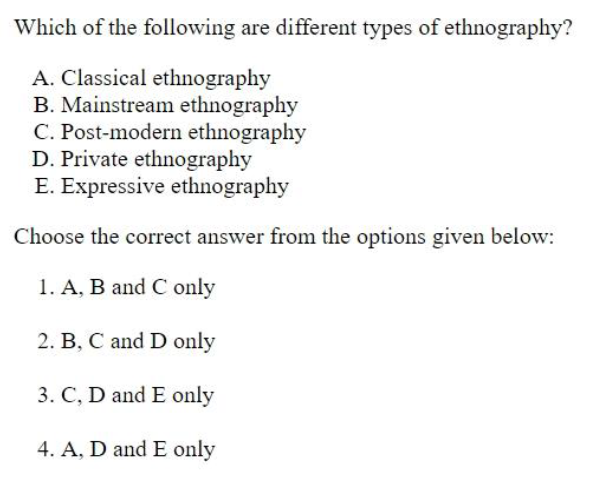 Which of the following are different types of ethnography?
A. Classical ethnography
B. Mainstream ethnography
C. Post-modern ethnography
D. Private ethnography
E. Expressive ethnography
Choose the correct answer from the options given below:
1. A, B and C only
2. B, C and D only
3. C, D and E only
4. A, D and E only